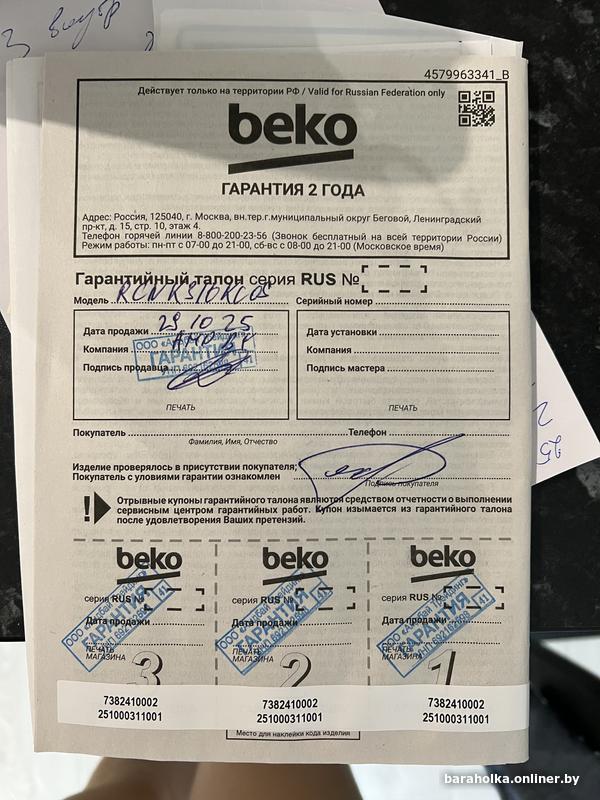 4579963341_B
Действует только на территории РФ / Valid for Russian Federation only
beko
ГАРАНТИЯ 2 ГОДА
Адрес: Россия, 125040, г. Москва, вн.тер.г.муниципальный округ Беговой, Ленинградский
пр-кт, д. 15, стр. 10, этаж 4.
Телефон горячей линии 8-800-200-23-56 (Звонок бесплатный на всей территории России)
Режим работы: пн-пт с 07-00 до 21-00, сб-вс с 08-00 до 21-00 (Московское время)
Гарантийный талон серия RUS №
Модель Серийный номер
Дата продажи 29 10 25 Дата установки
Компания Компания
Подпись продавца Подпись мастера
ГАРАНТИЯ
ПЕЧАТЬ ПЕЧАТЬ
Покупатель Телефон
Фамилия, Имя, Отчество
Изделие проверялось в присутствии покупателя;
Покупатель с условиями гарантии ознакомлен
Подпись покупателя
! Отрывные купоны гарантийного талона являются средством отчетности о выполнении
сервисным центром гарантийных работ. Купон изымается из гарантийного талона
после удовлетворения Ваших претензий.
beko beko beko
серия RUS № серия RUS № серия RUS №
Дата продажи Дата продажи Дата продажи
ГАРАНТИЯ ГАРАНТИЯ ГАРАНТИЯ
ПЕЧАТЬ ПЕЧАТЬ ПЕЧАТЬ
МАГАЗИНА МАГАЗИНА МАГАЗИНА
3 2 1
7382410002 7382410002 7382410002
251000311001 251000311001 251000311001
Место для наклейки кода изделия
baraholka.onliner.by